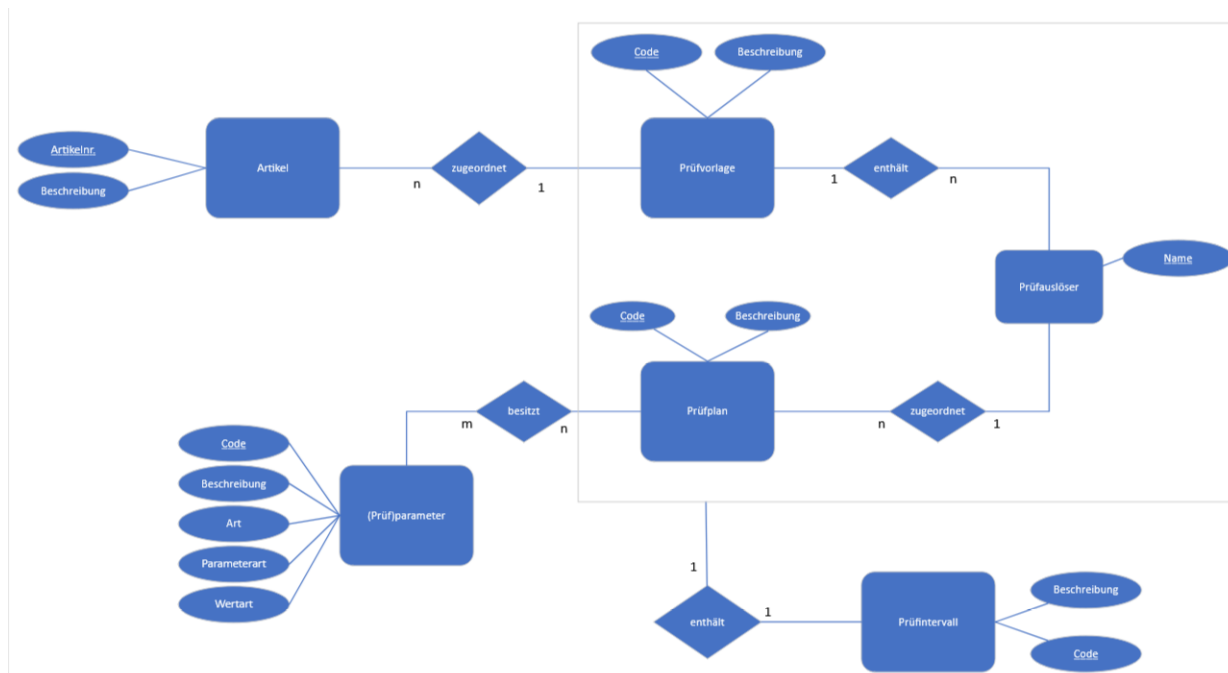 Code
Beschreibung
Artikelnr.
Beschreibung
Artikel
zugeordnet
n
1
Prüfvorlage
enthält
1
n
Prüfauslöser
Name
Code
Beschreibung
Prüfplan
zugeordnet
n
1
besitzt
m
n
Code
Beschreibung
Art
Parameterart
Wertart
(Prüf)parameter
1
enthält
1
Prüfintervall
Beschreibung
Code